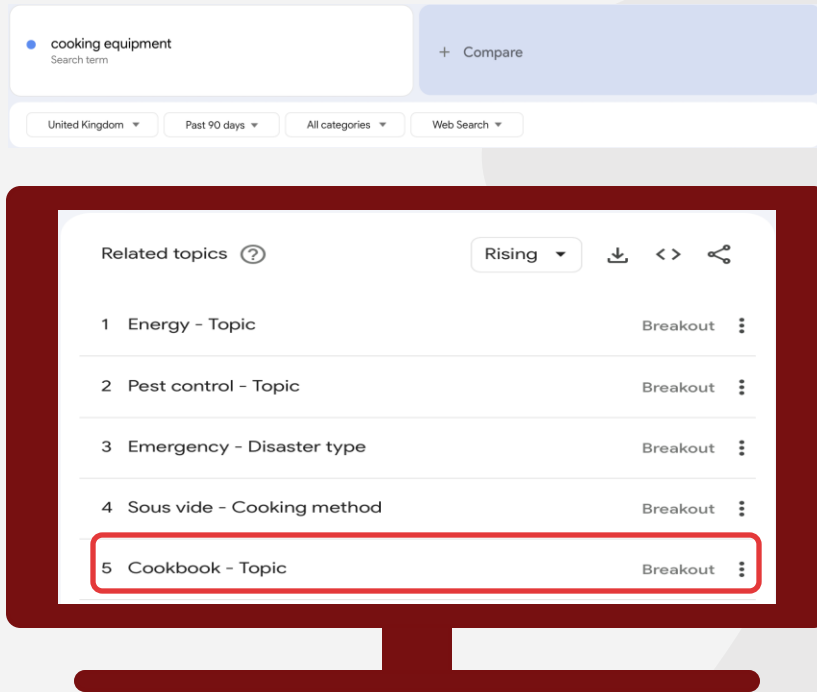 cooking equipment
Search term
+ Compare
United Kingdom
Past 90 days
All categories
Web Search
Related topics ?
Rising
1 Energy - Topic Breakout
2 Pest control - Topic Breakout
3 Emergency - Disaster type Breakout
4 Sous vide - Cooking method Breakout
5 Cookbook - Topic Breakout